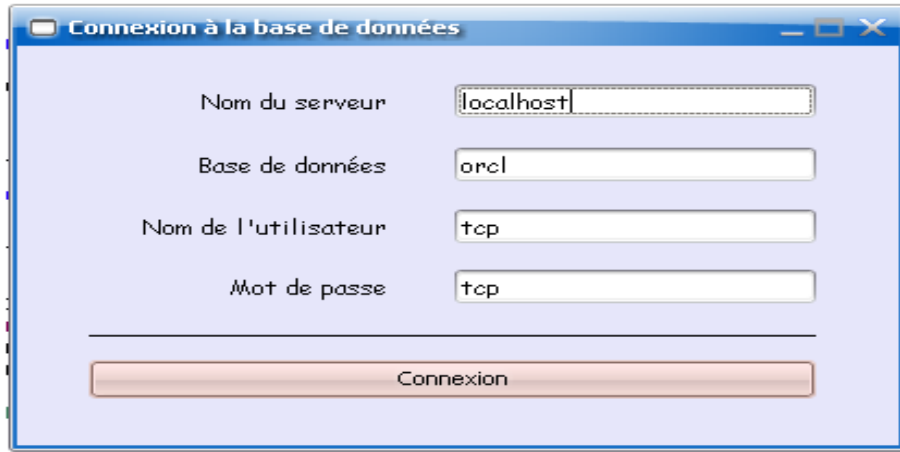 Connexion à la base de données
Nom du serveur localhost
Base de données orcl
Nom de l'utilisateur tcp
Mot de passe tcp
Connexion